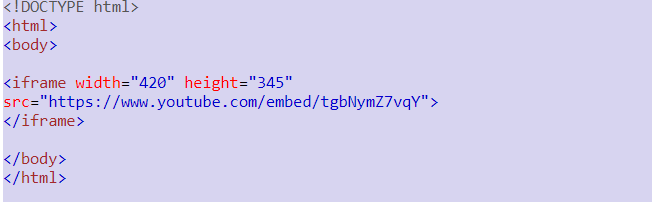 <!DOCTYPE html>
<html>
<body>
<iframe width="420" height="345"
src="https://www.youtube.com/embed/tgbNymZ7vqY">
</iframe>
</body>
</html>